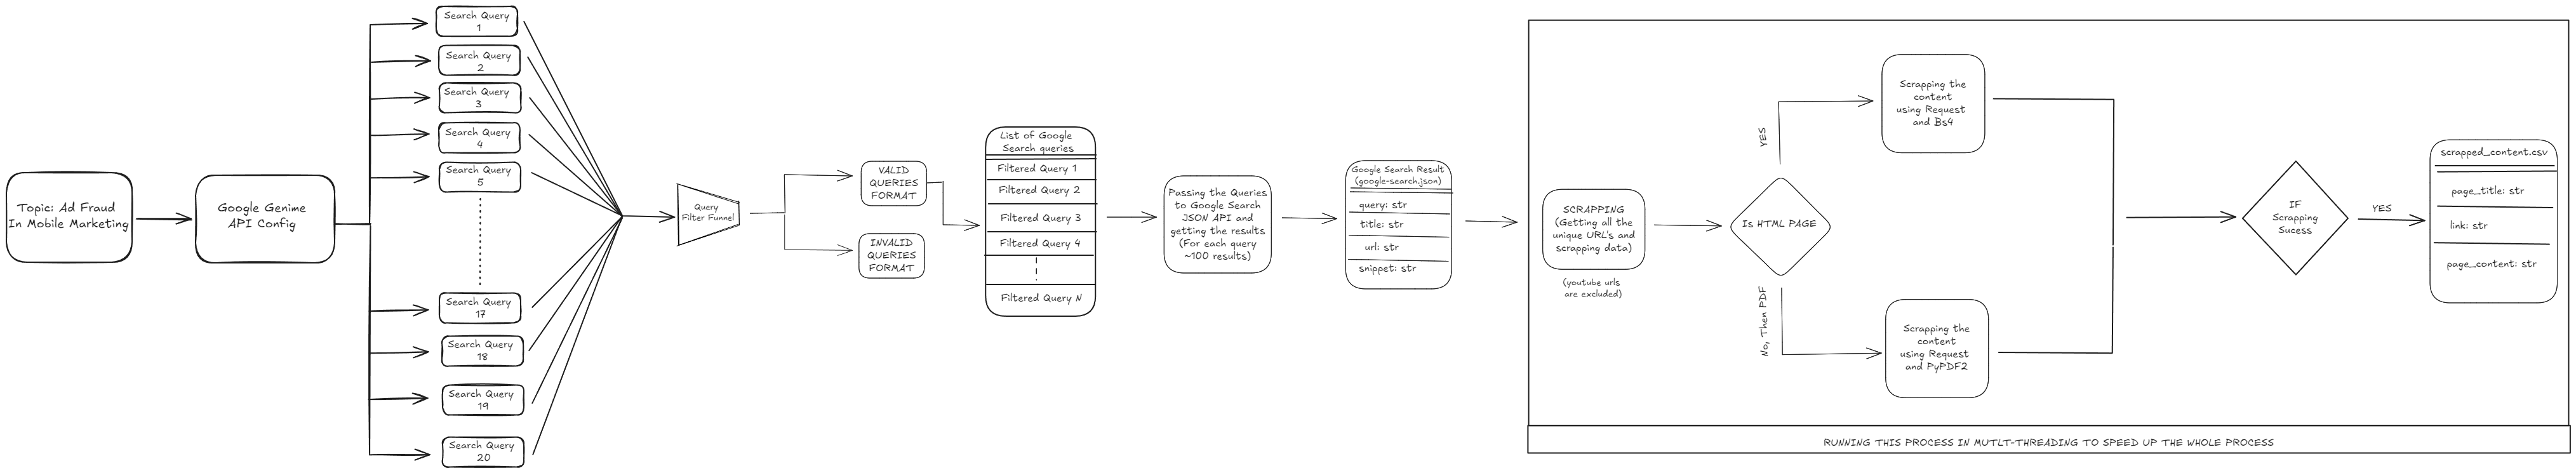 Topic: Ad Fraud
In Mobile Marketing
Google Genime
API Config
Search Query
1
Search Query
2
Search Query
3
Search Query
4
Search Query
5
Search Query
17
Search Query
18
Search Query
19
Search Query
20
Query
Filter Funnel
VALID
QUERIES
FORMAT
INVALID
QUERIES
FORMAT
List of Google
Search queries
Filtered Query 1
Filtered Query 2
Filtered Query 3
Filtered Query 4
Filtered Query N
Passing the Queries
to Google Search
JSON API and
getting the results
(For each query
~100 results)
Google Search Result
(google-search.json)
query: str
title: str
url: str
snippet: str
SCRAPPING
(Getting all the
unique URL's and
scrapping data)
(youtube urls
are excluded)
Is HTML PAGE
YES
No, Then PDF
Scrapping the
content
using Request
and Bs4
Scrapping the
content
using Request
and PyPDF2
IF
Scrapping
Sucess
YES
scrapped_content.csv
page_title: str
link: str
page_content: str
RUNNING THIS PROCESS IN MUTLT-THREADING TO SPEED UP THE WHOLE PROCESS